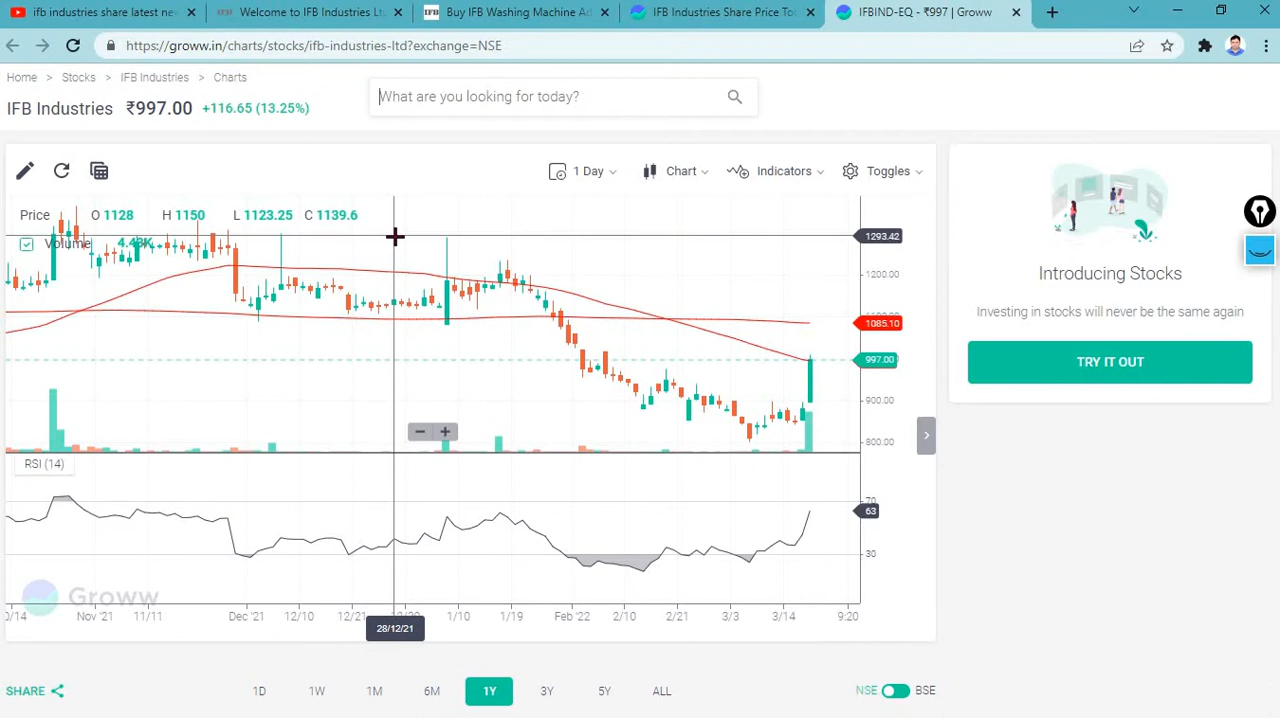 ifb industries share latest ne
Welcome to IFB Industries Ltd
IFB Buy IFB Washing Machine Ad
IFB Industries Share Price To
IFBIND-EQ - ₹997 | Groww
https://groww.in/charts/stocks/ifb-industries-ltd?exchange=NSE
Home > Stocks > IFB Industries > Charts
IFB Industries ₹997.00 +116.65 (13.25%)
What are you looking for today?
1 Day Chart Indicators Toggles
Price O 1128 H 1150 L 1123.25 C 1139.6
Volume 4.43K
1293.42
1200.00
1085.10
997.00
900.00
800.00
RSI (14)
70
63
30
Groww
Nov '21 11/11 Dec '21 12/10 12/21 1/10 1/19 Feb '22 2/10 2/21 3/3 3/14 9:20
28/12/21
SHARE 1D 1W 1M 6M 1Y 3Y 5Y ALL NSE BSE
Introducing Stocks
Investing in stocks will never be the same again
TRY IT OUT